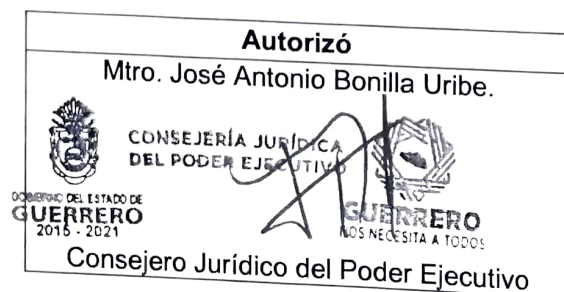 Autorizó
Mtro. José Antonio Bonilla Uribe.
CONSEJERÍA JURÍDICA
DEL PODER EJECUTIVO
GOBIERNO DEL ESTADO DE
GUERRERO
2015 - 2021
GUERRERO
NOS NECESITA A TODOS
Consejero Jurídico del Poder Ejecutivo